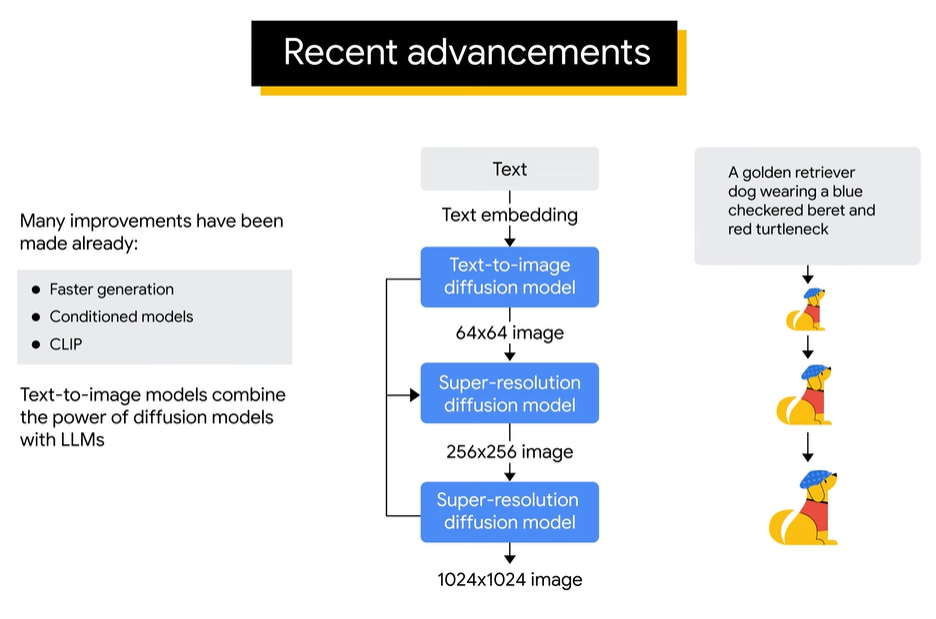 Recent advancements
Many improvements have been
made already:
● Faster generation
● Conditioned models
● CLIP
Text-to-image models combine
the power of diffusion models
with LLMs
Text
Text embedding
Text-to-image
diffusion model
64x64 image
Super-resolution
diffusion model
256x256 image
Super-resolution
diffusion model
1024x1024 image
A golden retriever
dog wearing a blue
checkered beret and
red turtleneck